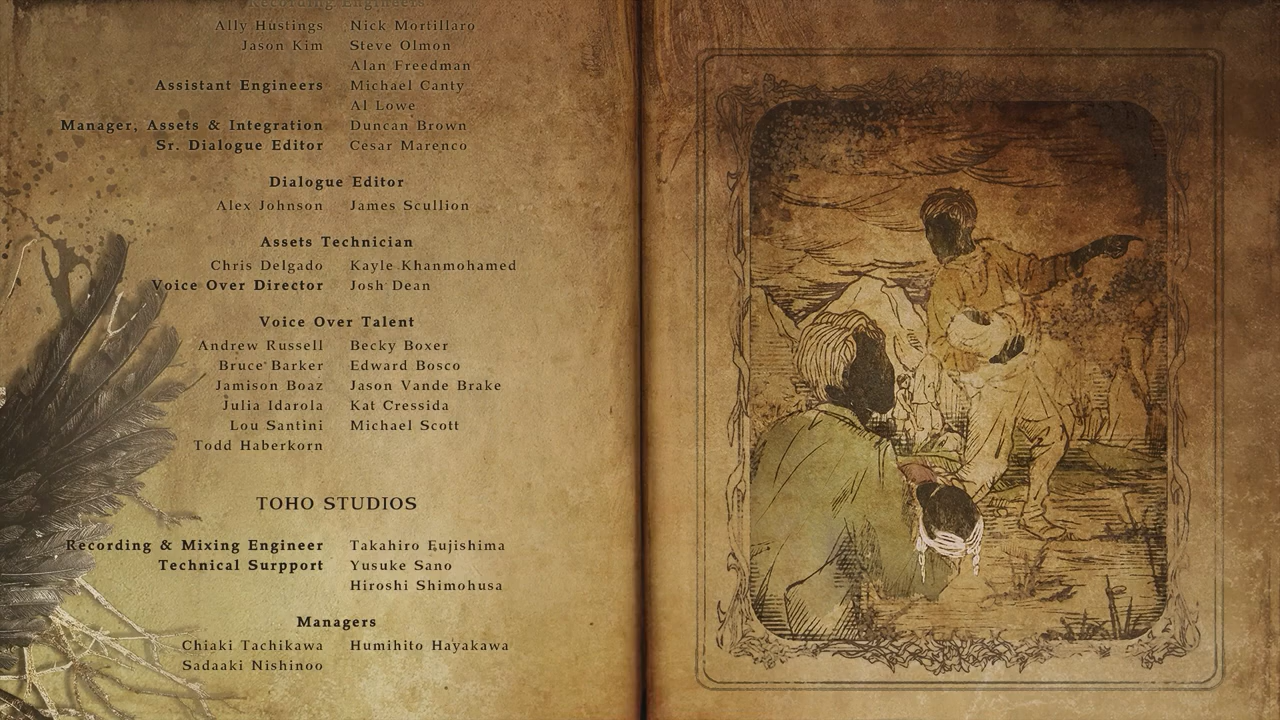 Recording Engineers
Ally Hustings Nick Mortillaro
Jason Kim Steve Olmon
Alan Freedman
Assistant Engineers Michael Canty
Al Lowe
Manager, Assets & Integration Duncan Brown
Sr. Dialogue Editor Cesar Marenco
Dialogue Editor
Alex Johnson James Scullion
Assets Technician
Chris Delgado Kayle Khanmohamed
Voice Over Director Josh Dean
Voice Over Talent
Andrew Russell Becky Boxer
Bruce Barker Edward Bosco
Jamison Boaz Jason Vande Brake
Julia Idarola Kat Cressida
Lou Santini Michael Scott
Todd Haberkorn
TOHO STUDIOS
Recording & Mixing Engineer Takahiro Fujishima
Technical Surpport Yusuke Sano
Hiroshi Shimohusa
Managers
Chiaki Tachikawa Humihito Hayakawa
Sadaaki Nishinoo